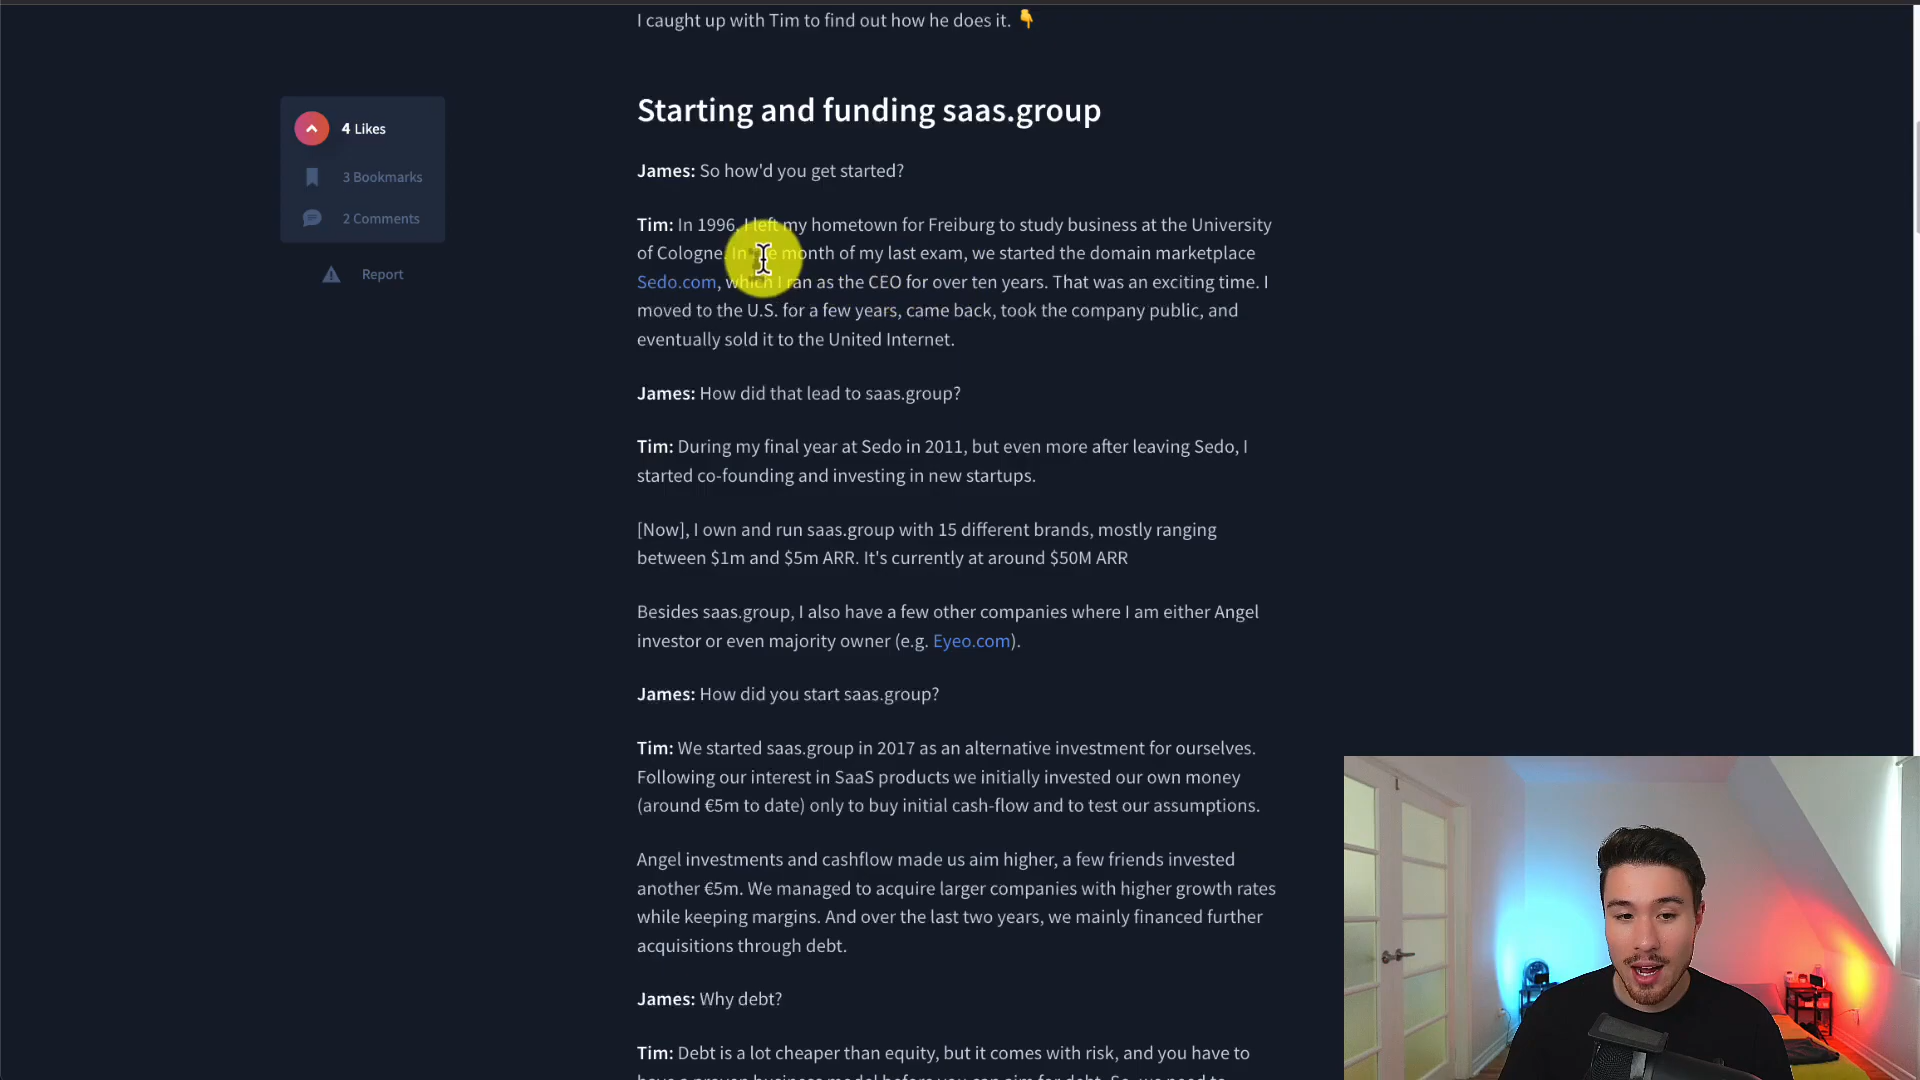 I caught up with Tim to find out how he does it. 👇
Starting and funding saas.group
4 Likes
3 Bookmarks
2 Comments
Report
James: So how'd you get started?
Tim: In 1996, I left my hometown for Freiburg to study business at the University
of Cologne. In the month of my last exam, we started the domain marketplace
Sedo.com, which I ran as the CEO for over ten years. That was an exciting time. I
moved to the U.S. for a few years, came back, took the company public, and
eventually sold it to the United Internet.
James: How did that lead to saas.group?
Tim: During my final year at Sedo in 2011, but even more after leaving Sedo, I
started co-founding and investing in new startups.
[Now], I own and run saas.group with 15 different brands, mostly ranging
between $1m and $5m ARR. It's currently at around $50M ARR
Besides saas.group, I also have a few other companies where I am either Angel
investor or even majority owner (e.g. Eyeo.com).
James: How did you start saas.group?
Tim: We started saas.group in 2017 as an alternative investment for ourselves.
Following our interest in SaaS products we initially invested our own money
(around €5m to date) only to buy initial cash-flow and to test our assumptions.
Angel investments and cashflow made us aim higher, a few friends invested
another €5m. We managed to acquire larger companies with higher growth rates
while keeping margins. And over the last two years, we mainly financed further
acquisitions through debt.
James: Why debt?
Tim: Debt is a lot cheaper than equity, but it comes with risk, and you have to
have a proven business model before you can aim for debt. So, we need to